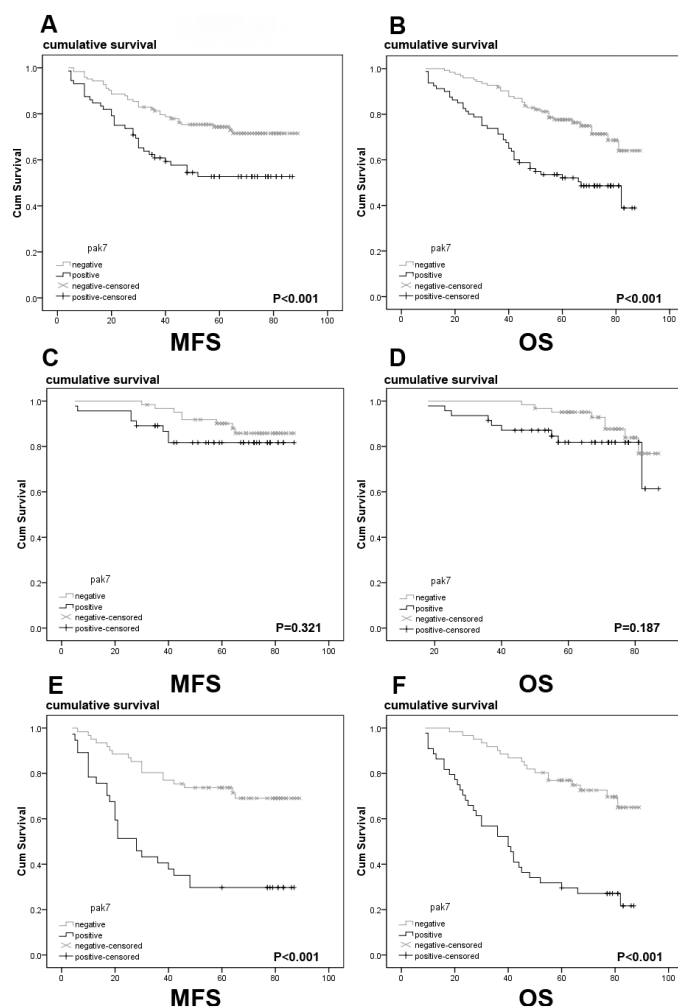 A
cumulative survival
Cum Survival
1.0
0.8
0.6
0.4
0.2
0.0
pak7
negative
positive
negative-censored
positive-censored
P<0.001
0 20 40 60 80 100
MFS
B
cumulative survival
Cum Survival
1.0
0.8
0.6
0.4
0.2
0.0
pak7
negative
positive
negative-censored
positive-censored
P<0.001
0 20 40 60 80 100
OS
C
cumulative survival
Cum Survival
1.0
0.8
0.6
0.4
0.2
0.0
pak7
negative
positive
negative-censored
positive-censored
P=0.321
0 20 40 60 80 100
MFS
D
cumulative survival
Cum Survival
1.0
0.8
0.6
0.4
0.2
0.0
pak7
negative
positive
negative-censored
positive-censored
P=0.187
20 40 60 80
OS
E
cumulative survival
Cum Survival
1.0
0.8
0.6
0.4
0.2
0.0
pak7
negative
positive
negative-censored
positive-censored
P<0.001
0 20 40 60 80 100
MFS
F
cumulative survival
Cum Survival
1.0
0.8
0.6
0.4
0.2
0.0
pak7
negative
positive
negative-censored
positive-censored
P<0.001
0 20 40 60 80 100
OS